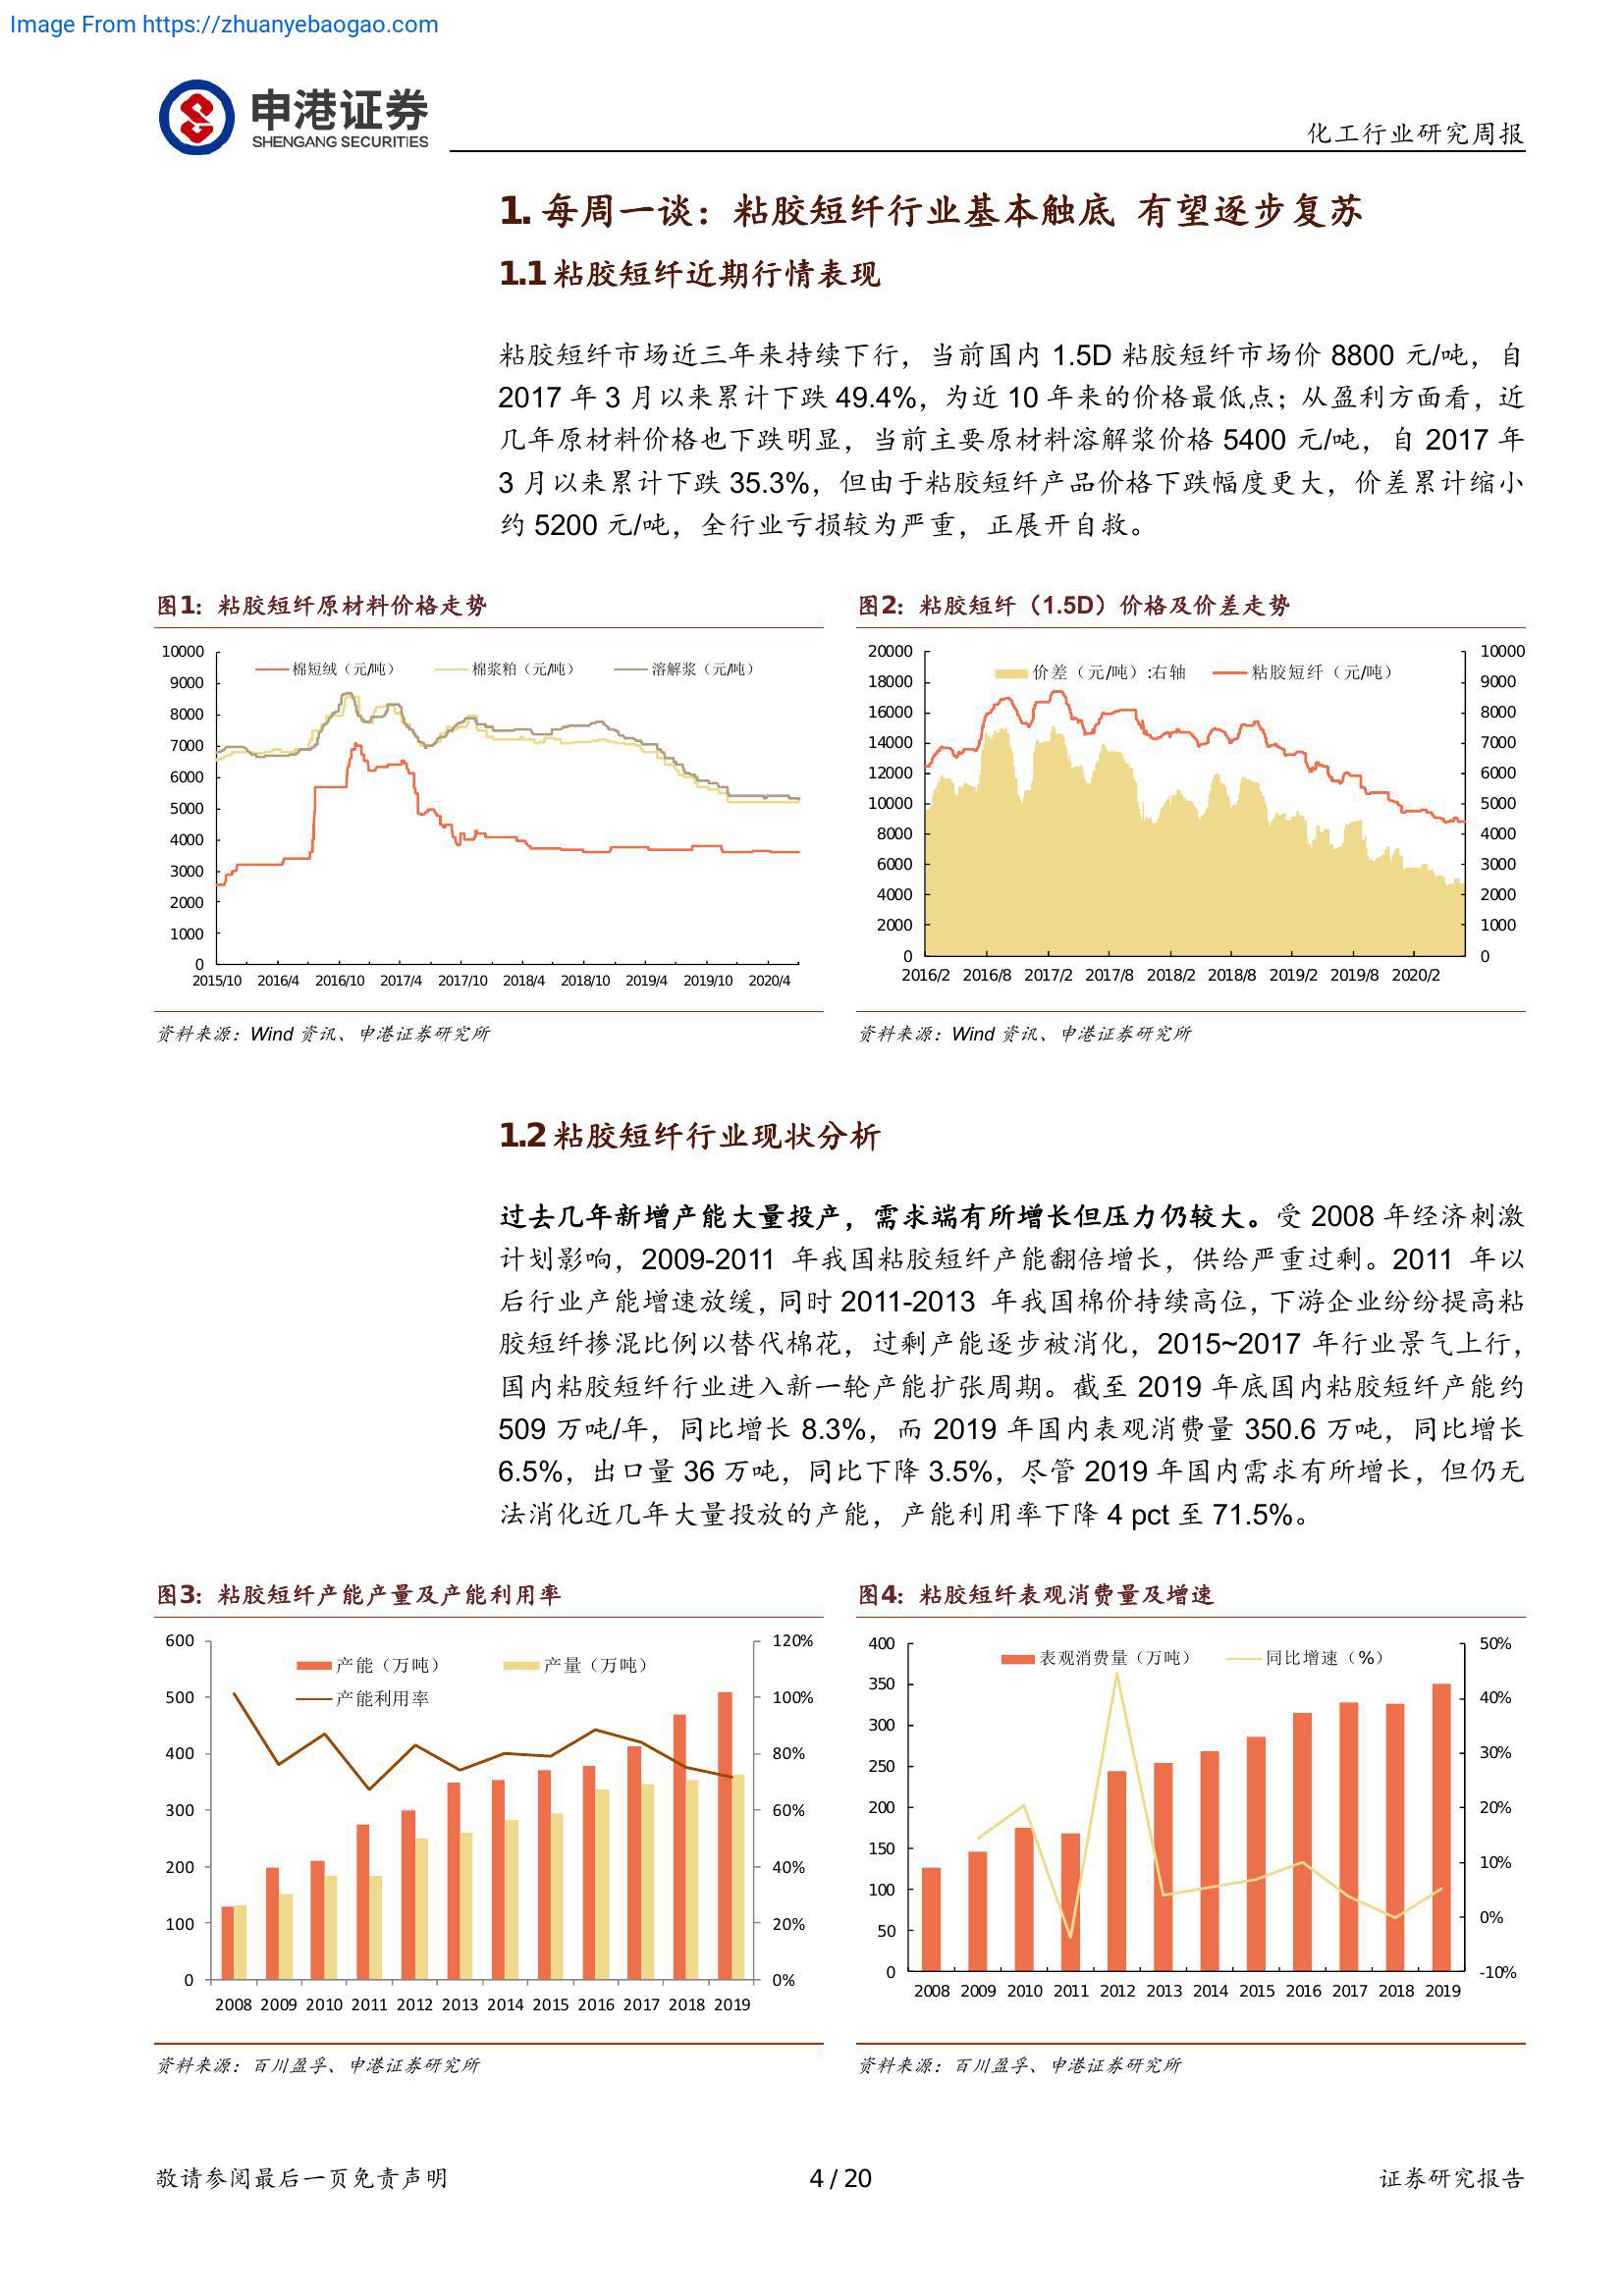 Image From https://zhuanyebaogao.com
申港证券
SHENGANG SECURITIES
化工行业研究周报
1. 每周一谈：粘胶短纤行业基本触底 有望逐步复苏
1.1 粘胶短纤近期行情表现
粘胶短纤市场近三年来持续下行，当前国内 1.5D 粘胶短纤市场价 8800 元/吨，自
2017 年 3 月以来累计下跌 49.4%，为近 10 年来的价格最低点；从盈利方面看，近
几年原材料价格也下跌明显，当前主要原材料溶解浆价格 5400 元/吨，自 2017 年
3 月以来累计下跌 35.3%，但由于粘胶短纤产品价格下跌幅度更大，价差累计缩小
约 5200 元/吨，全行业亏损较为严重，正展开自救。
图1：粘胶短纤原材料价格走势
棉短绒（元/吨） 棉浆粕（元/吨） 溶解浆（元/吨）
10000
9000
8000
7000
6000
5000
4000
3000
2000
1000
0
2015/10 2016/4 2016/10 2017/4 2017/10 2018/4 2018/10 2019/4 2019/10 2020/4
资料来源：Wind 资讯、申港证券研究所
图2：粘胶短纤（1.5D）价格及价差走势
价差（元/吨）:右轴 粘胶短纤（元/吨）
20000 10000
18000 9000
16000 8000
14000 7000
12000 6000
10000 5000
8000 4000
6000 3000
4000 2000
2000 1000
0 0
2016/2 2016/8 2017/2 2017/8 2018/2 2018/8 2019/2 2019/8 2020/2
资料来源：Wind 资讯、申港证券研究所
1.2 粘胶短纤行业现状分析
过去几年新增产能大量投产，需求端有所增长但压力仍较大。受 2008 年经济刺激
计划影响，2009-2011 年我国粘胶短纤产能翻倍增长，供给严重过剩。2011 年以
后行业产能增速放缓，同时 2011-2013 年我国棉价持续高位，下游企业纷纷提高粘
胶短纤掺混比例以替代棉花，过剩产能逐步被消化，2015~2017 年行业景气上行，
国内粘胶短纤行业进入新一轮产能扩张周期。截至 2019 年底国内粘胶短纤产能约
509 万吨/年，同比增长 8.3%，而 2019 年国内表观消费量 350.6 万吨，同比增长
6.5%，出口量 36 万吨，同比下降 3.5%，尽管 2019 年国内需求有所增长，但仍无
法消化近几年大量投放的产能，产能利用率下降 4 pct 至 71.5%。
图3：粘胶短纤产能产量及产能利用率
产能（万吨） 产量（万吨）
产能利用率
600 120%
500 100%
400 80%
300 60%
200 40%
100 20%
0 0%
2008 2009 2010 2011 2012 2013 2014 2015 2016 2017 2018 2019
资料来源：百川盈孚、申港证券研究所
图4：粘胶短纤表观消费量及增速
表观消费量（万吨） 同比增速（%）
400 50%
350
300 40%
250 30%
200 20%
150
100 10%
50 0%
0 -10%
2008 2009 2010 2011 2012 2013 2014 2015 2016 2017 2018 2019
资料来源：百川盈孚、申港证券研究所
敬请参阅最后一页免责声明
4 / 20
证券研究报告